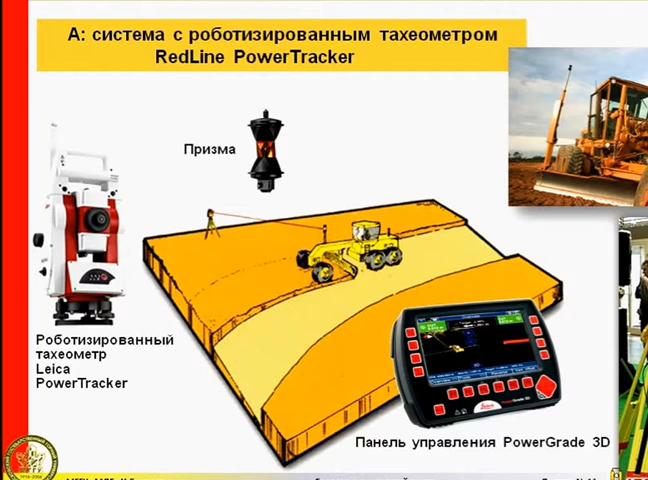 А: система с роботизированным тахеометром
RedLine PowerTracker
Призма
Роботизированный
тахеометр
Leica
PowerTracker
Панель управления PowerGrade 3D